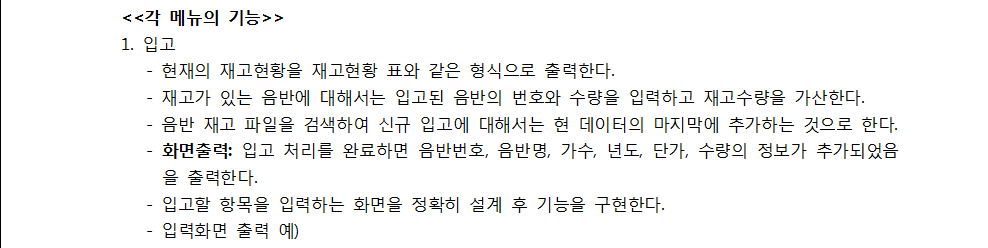 <<각 메뉴의 기능>>
1. 입고
- 현재의 재고현황을 재고현황 표와 같은 형식으로 출력한다.
- 재고가 있는 음반에 대해서는 입고된 음반의 번호와 수량을 입력하고 재고수량을 가산한다.
- 음반 재고 파일을 검색하여 신규 입고에 대해서는 현 데이터의 마지막에 추가하는 것으로 한다.
- 화면출력: 입고 처리를 완료하면 음반번호, 음반명, 가수, 년도, 단가, 수량의 정보가 추가되었음
을 출력한다.
- 입고할 항목을 입력하는 화면을 정확히 설계 후 기능을 구현한다.
- 입력화면 출력 예)